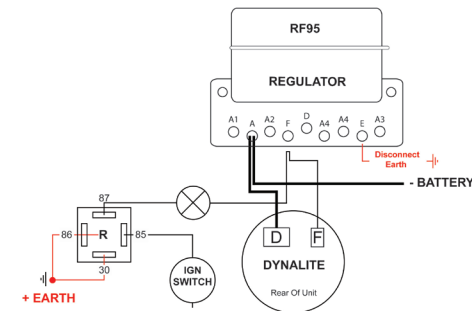 RF95
REGULATOR
A1 A A2 F D A4 A4 E A3
Disconnect
Earth
- BATTERY
87
86 R 85
30
+ EARTH
IGN
SWITCH
D F
DYNALITE
Rear Of Unit